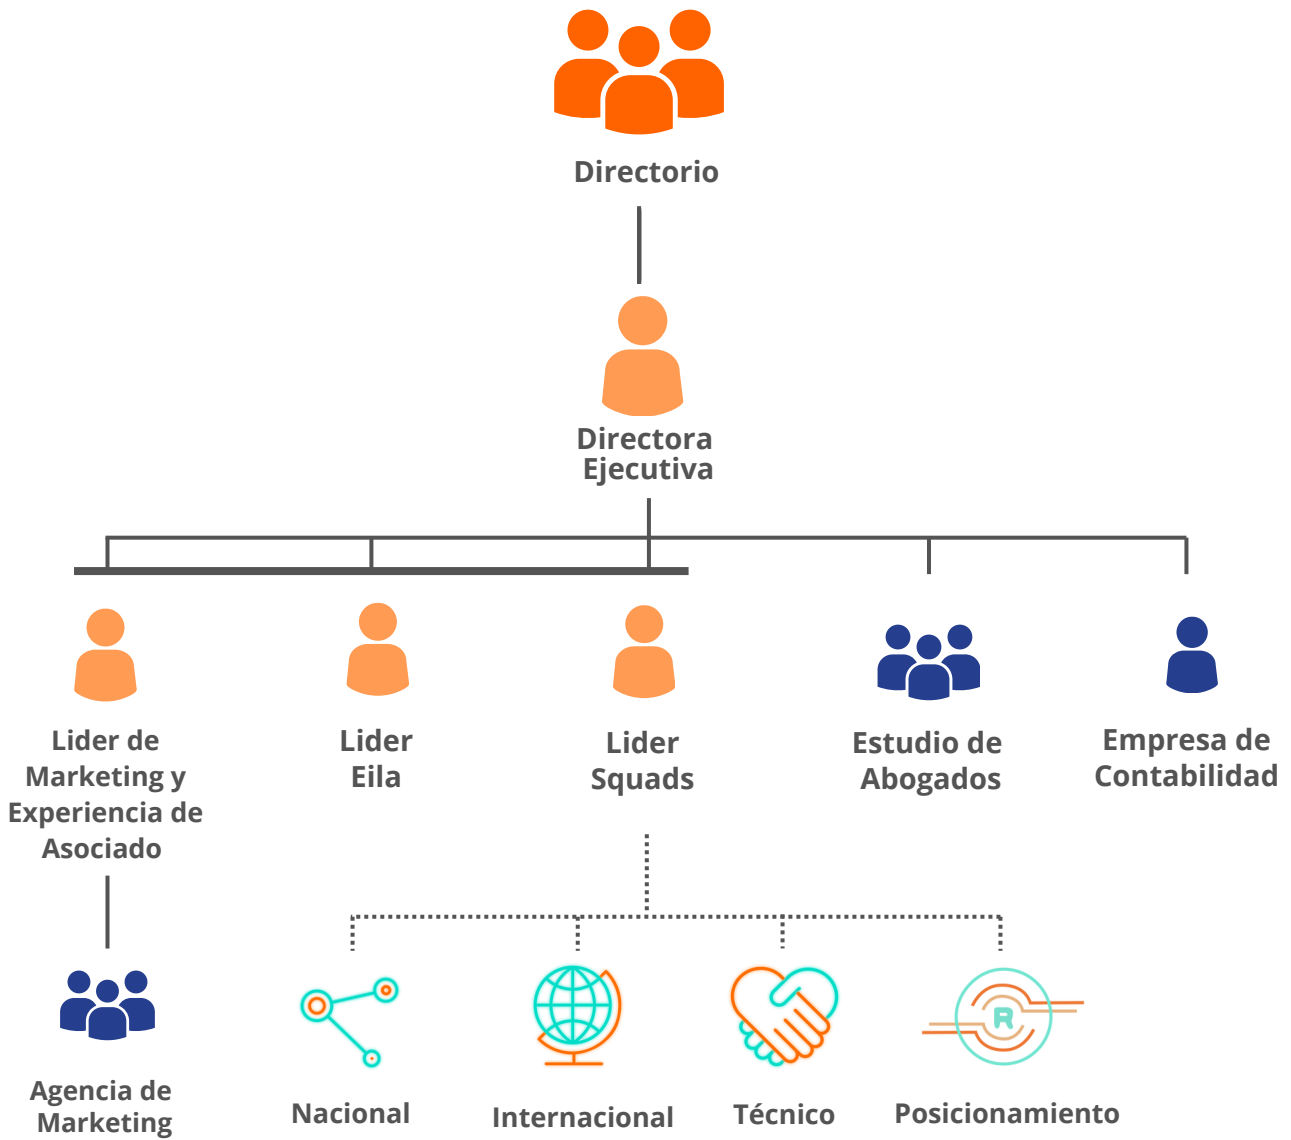 Directorio
Directora
Ejecutiva
Lider de
Marketing y
Experiencia de
Asociado
Lider
Eila
Lider
Squads
Estudio de
Abogados
Empresa de
Contabilidad
Agencia de
Marketing
Nacional
Internacional
Técnico
R
Posicionamiento